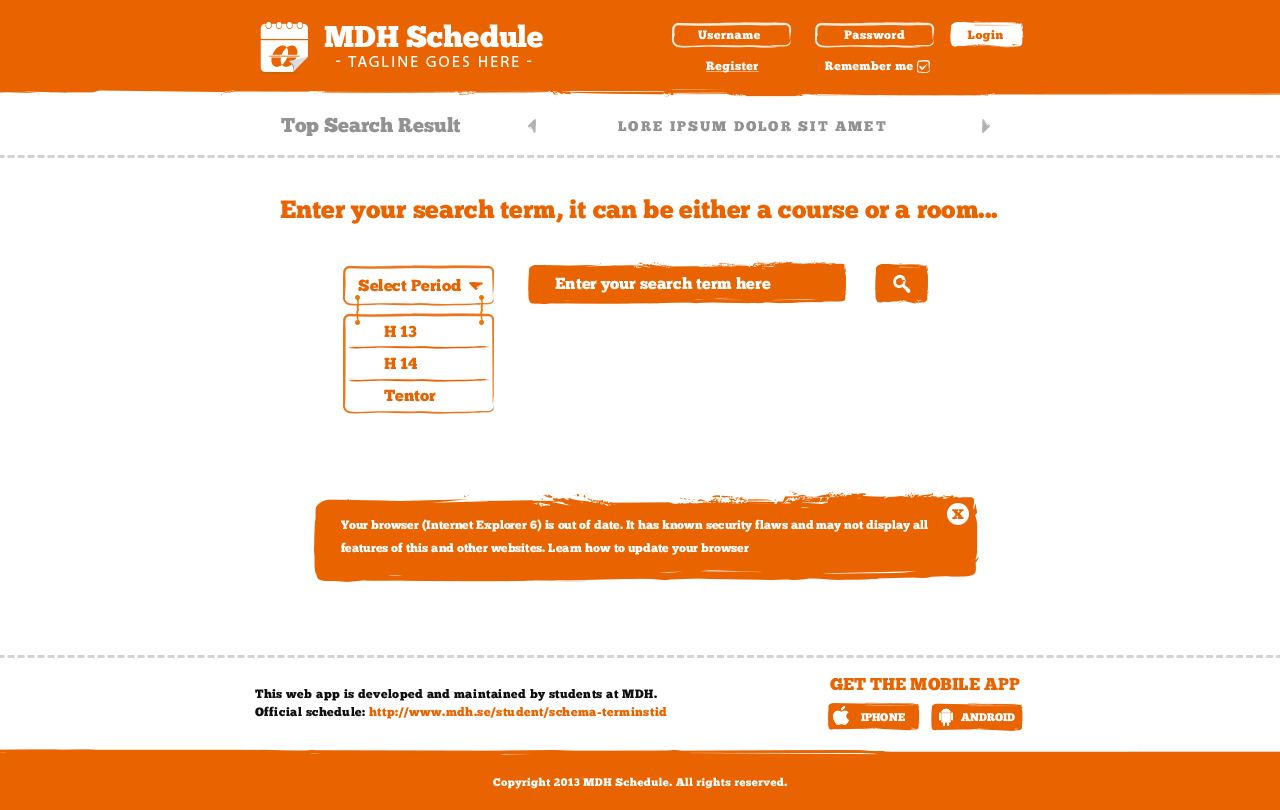 MDH Schedule
- TAGLINE GOES HERE -
Username
Password
Login
Register
Remember me
Top Search Result
LORE IPSUM DOLOR SIT AMET
Enter your search term, it can be either a course or a room...
Select Period
Enter your search term here
H 13
H 14
Tentor
Your browser (Internet Explorer 6) is out of date. It has known security flaws and may not display all
features of this and other websites. Learn how to update your browser
X
This web app is developed and maintained by students at MDH.
Official schedule: http://www.mdh.se/student/schema-terminstid
GET THE MOBILE APP
IPHONE
ANDROID
Copyright 2013 MDH Schedule. All rights reserved.